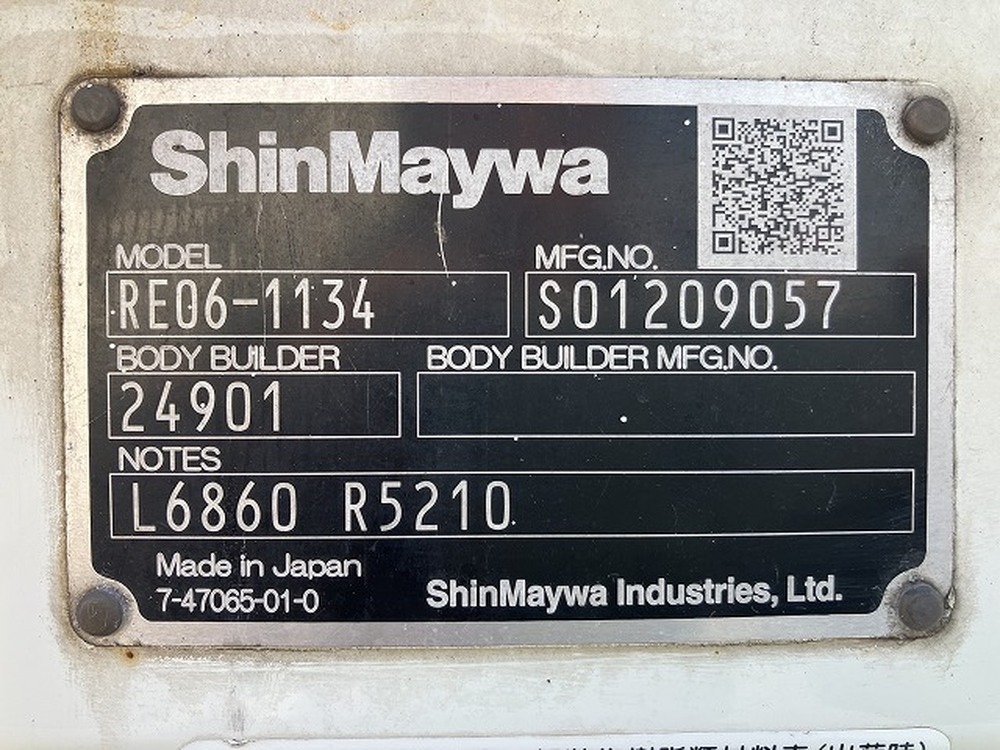 ShinMaywa
MODEL
MFG.NO.
RE06-1134
S01209057
BODY BUILDER
BODY BUILDER MFG.NO.
24901
NOTES
L6860 R5210
Made in Japan
7-47065-01-0
ShinMaywa Industries, Ltd.